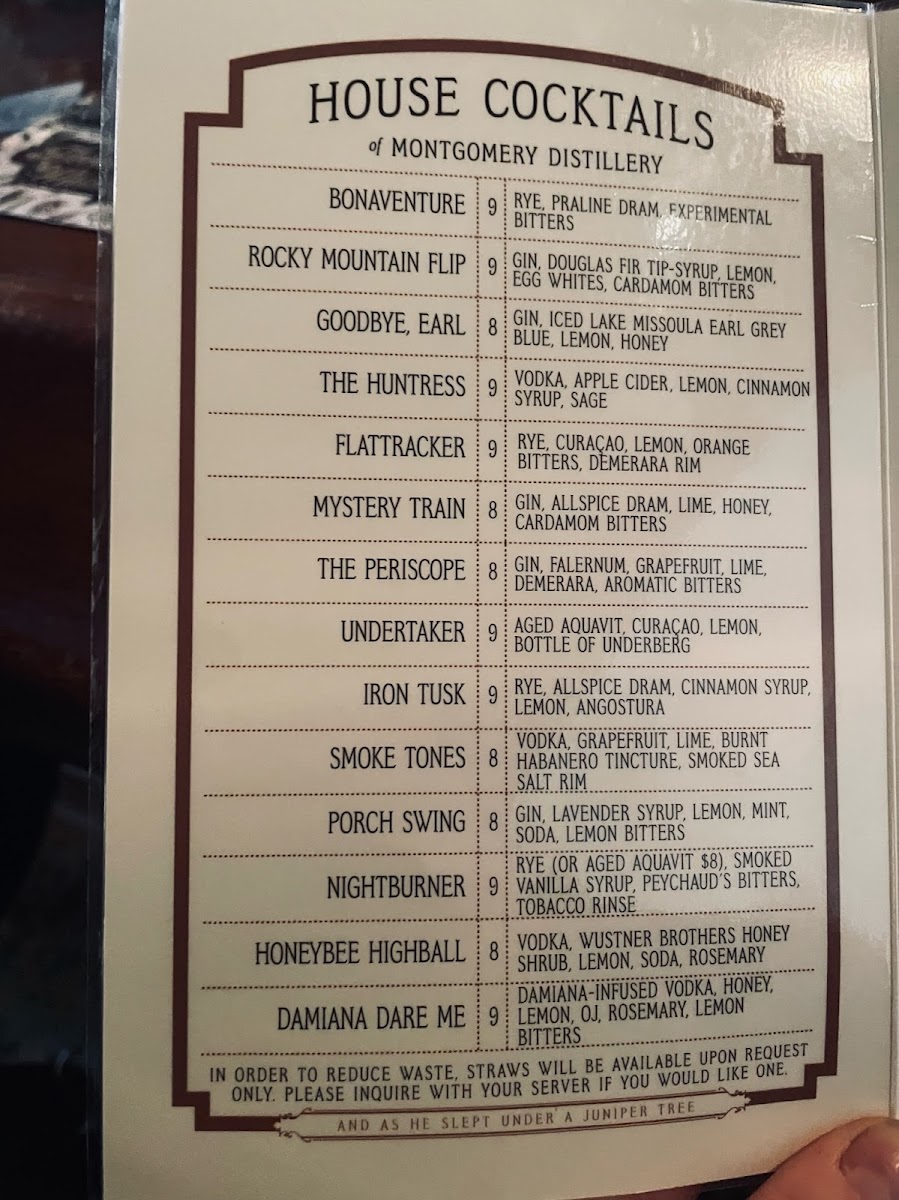 HOUSE COCKTAILS
of MONTGOMERY DISTILLERY
BONAVENTURE 9 RYE, PRALINE DRAM, EXPERIMENTAL
BITTERS
ROCKY MOUNTAIN FLIP 9 GIN, DOUGLAS FIR TIP-SYRUP, LEMON,
EGG WHITES, CARDAMOM BITTERS
GOODBYE, EARL 8 GIN, ICED LAKE MISSOULA EARL GREY
BLUE, LEMON, HONEY
THE HUNTRESS 9 VODKA, APPLE CIDER, LEMON, CINNAMON
SYRUP, SAGE
FLATTRACKER 9 RYE, CURAÇAO, LEMON, ORANGE
BITTERS, DEMERARA RIM
MYSTERY TRAIN 8 GIN, ALLSPICE DRAM, LIME, HONEY,
CARDAMOM BITTERS
THE PERISCOPE 8 GIN, FALERNUM, GRAPEFRUIT, LIME,
DEMERARA, AROMATIC BITTERS
UNDERTAKER 9 AGED AQUAVIT, CURAÇAO, LEMON,
BOTTLE OF UNDERBERG
IRON TUSK 9 RYE, ALLSPICE DRAM, CINNAMON SYRUP,
LEMON, ANGOSTURA
SMOKE TONES 8 VODKA, GRAPEFRUIT, LIME, BURNT
HABANERO TINCTURE, SMOKED SEA
SALT RIM
PORCH SWING 8 GIN, LAVENDER SYRUP, LEMON, MINT,
SODA, LEMON BITTERS
NIGHTBURNER 9 RYE (OR AGED AQUAVIT $8), SMOKED
VANILLA SYRUP, PEYCHAUD'S BITTERS,
TOBACCO RINSE
HONEYBEE HIGHBALL 8 VODKA, WUSTNER BROTHERS HONEY
SHRUB, LEMON, SODA, ROSEMARY
DAMIANA DARE ME 9 DAMIANA-INFUSED VODKA, HONEY,
LEMON, OJ, ROSEMARY, LEMON
BITTERS
IN ORDER TO REDUCE WASTE, STRAWS WILL BE AVAILABLE UPON REQUEST
ONLY. PLEASE INQUIRE WITH YOUR SERVER IF YOU WOULD LIKE ONE.
AND AS HE SLEPT UNDER A JUNIPER TREE